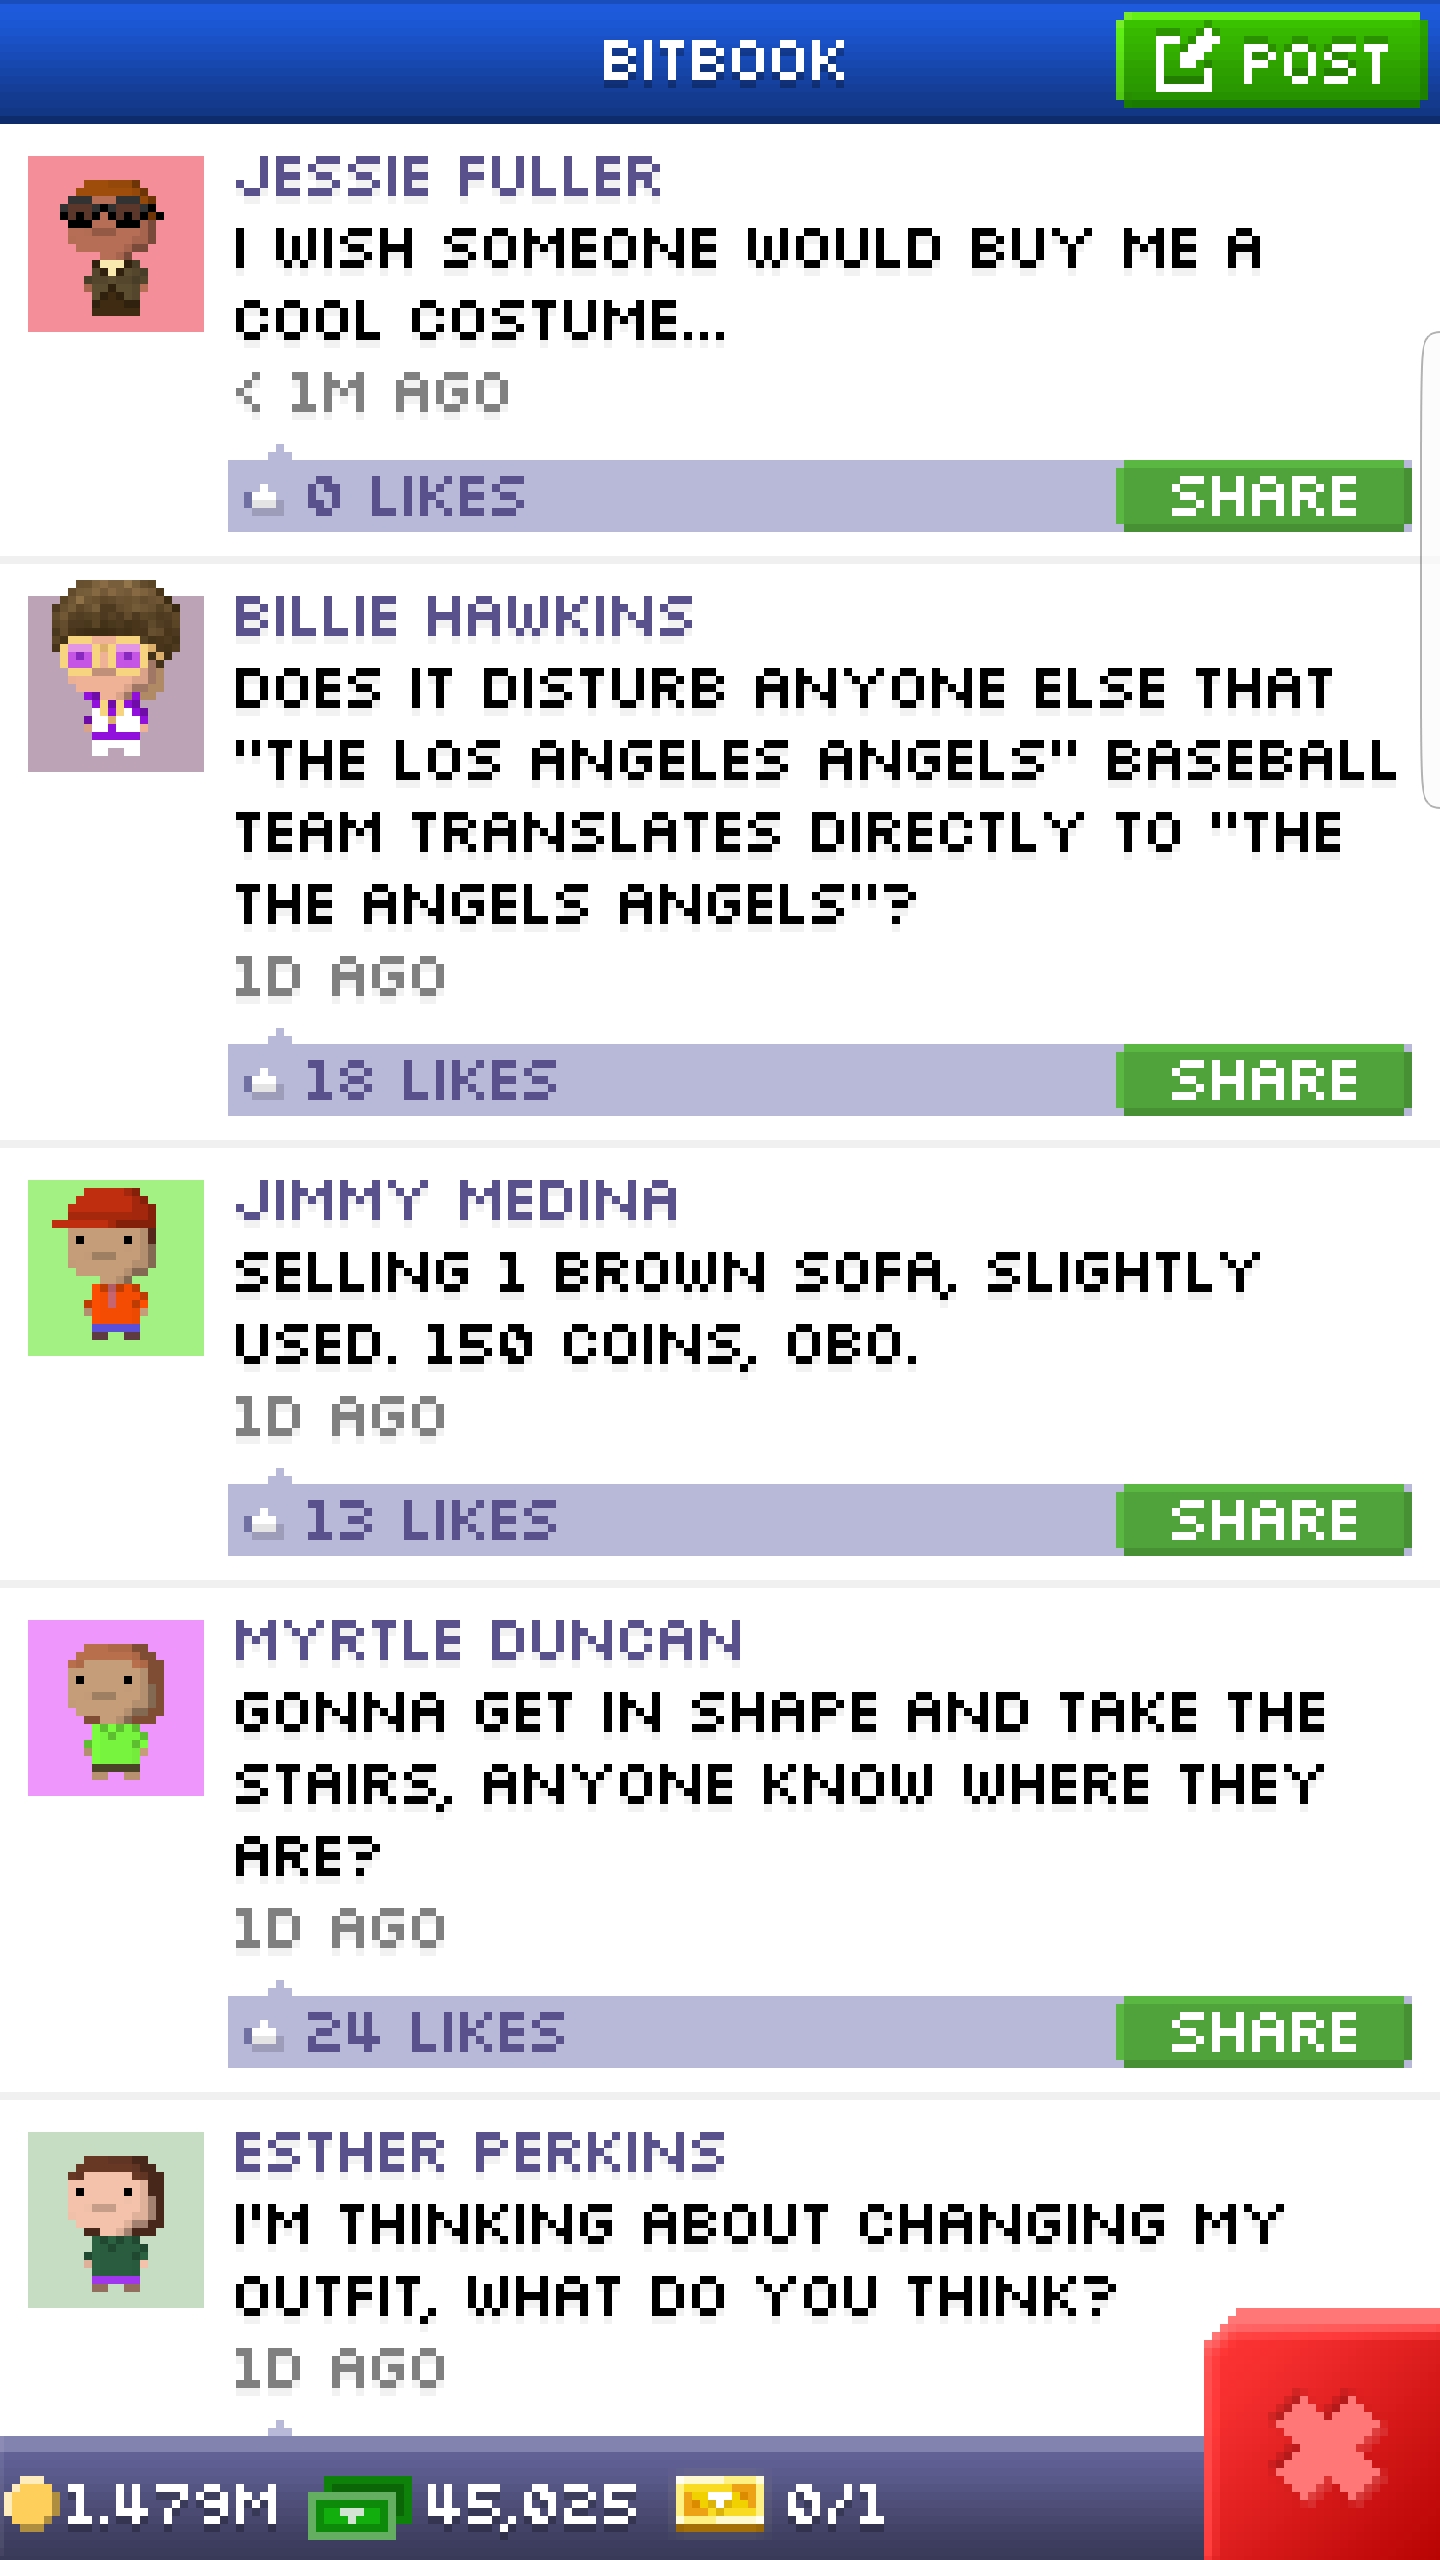 BITBOOK
POST
JESSIE FULLER
I WISH SOMEONE WOULD BUY ME A
COOL COSTUME...
< 1M AGO
0 LIKES
SHARE
BILLIE HAWKINS
DOES IT DISTURB ANYONE ELSE THAT
"THE LOS ANGELES ANGELS" BASEBALL
TEAM TRANSLATES DIRECTLY TO "THE
THE ANGELS ANGELS"?
1D AGO
18 LIKES
SHARE
JIMMY MEDINA
SELLING 1 BROWN SOFA, SLIGHTLY
USED. 150 COINS, OBO.
1D AGO
13 LIKES
SHARE
MYRTLE DUNCAN
GONNA GET IN SHAPE AND TAKE THE
STAIRS, ANYONE KNOW WHERE THEY
ARE?
1D AGO
24 LIKES
SHARE
ESTHER PERKINS
I'M THINKING ABOUT CHANGING MY
OUTFIT, WHAT DO YOU THINK?
1D AGO
1.479M 45,025 0/1